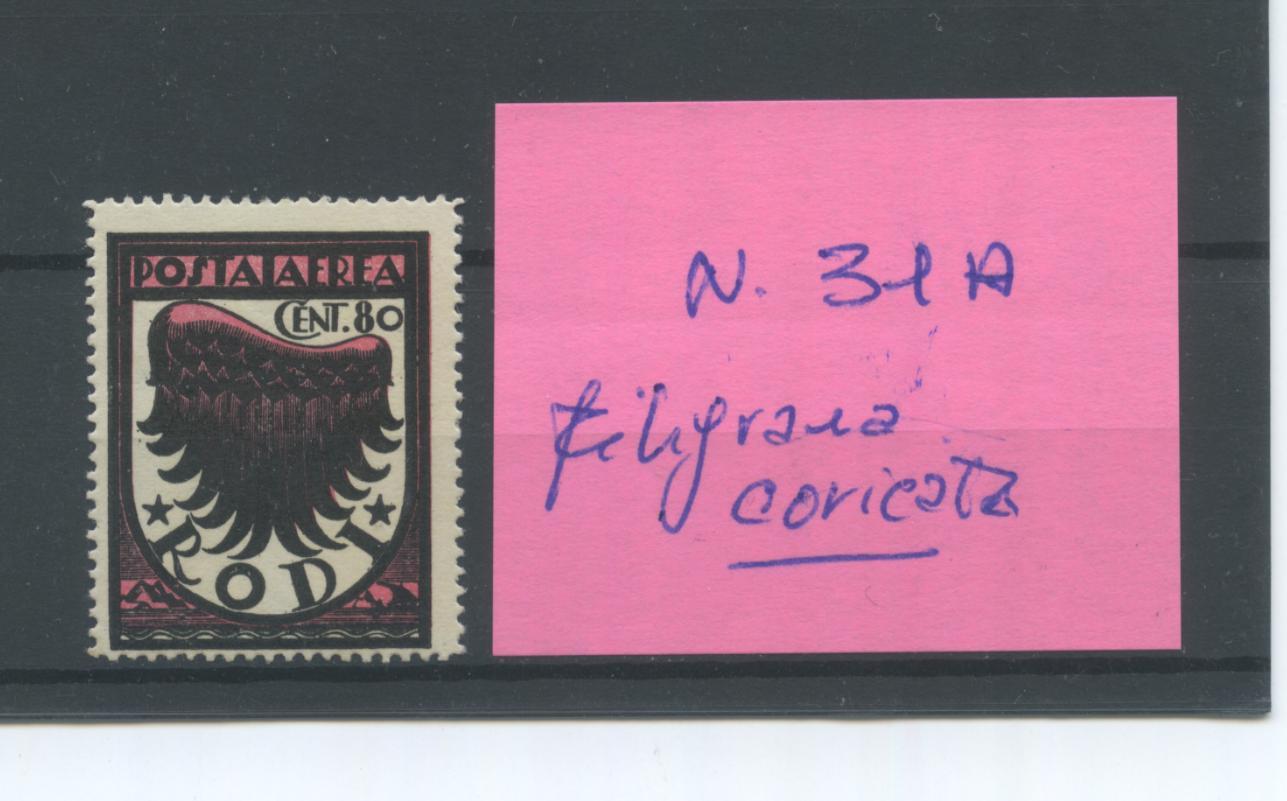 POSTA AEREA
CENT. 80
RODI
N. 31 A
filigrana
coricata